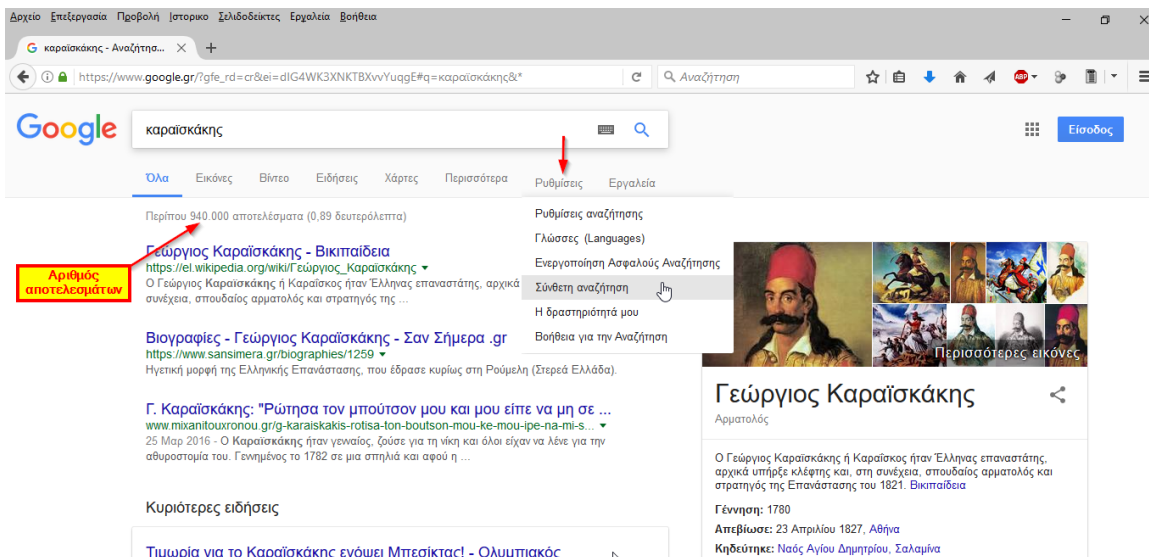 Αρχείο Επεξεργασία Προβολή Ιστορικο Σελιδοδείκτες Εργαλεία Βοήθεια
G καραϊσκάκης - Αναζήτησ...
https://www.google.gr/?gfe_rd=cr&ei=dIG4WK3XNKTBXvvYuqgE#q=καραϊσκάκης&* Αναζήτηση ABP
Google καραϊσκάκης Είσοδος
Όλα Εικόνες Βίντεο Ειδήσεις Χάρτες Περισσότερα Ρυθμίσεις Εργαλεία
Περίπου 940.000 αποτελέσματα (0,89 δευτερόλεπτα)
Ρυθμίσεις αναζήτησης
Γλώσσες (Languages)
Ενεργοποίηση Ασφαλούς Αναζήτησης
Σύνθετη αναζήτηση
Η δραστηριότητά μου
Βοήθεια για την Αναζήτηση
Αριθμός
αποτελεσμάτων
Γεώργιος Καραϊσκάκης - Βικιπαίδεια
https://el.wikipedia.org/wiki/Γεώργιος_Καραϊσκάκης
Ο Γεώργιος Καραϊσκάκης ή Καραΐσκος ήταν Έλληνας επαναστάτης, αρχικά
συνέχεια, σπουδαίος αρματολός και στρατηγός της ...
Βιογραφίες - Γεώργιος Καραϊσκάκης - Σαν Σήμερα .gr
https://www.sansimera.gr/biographies/1259
Ηγετική μορφή της Ελληνικής Επανάστασης, που έδρασε κυρίως στη Ρούμελη (Στερεά Ελλάδα).
Γ. Καραϊσκάκης: "Ρώτησα τον μπούτσον μου και μου είπε να μη σε ...
www.mixanitouxronou.gr/g-karaiskakis-rotisa-ton-boutson-mou-ke-mou-ipe-na-mi-s...
25 Μαρ 2016 - Ο Καραϊσκάκης ήταν γενναίος, ζούσε για τη νίκη και όλοι είχαν να λένε για την
αθυροστομία του. Γεννημένος το 1782 σε μια σπηλιά και αφού η ...
Κυριότερες ειδήσεις
Τιμωρία για το Καραϊσκάκης ενόψει Μπεσίκτας! - Ολυμπιακός
Περισσότερες εικόνες
Γεώργιος Καραϊσκάκης
Αρματολός
Ο Γεώργιος Καραϊσκάκης ή Καραΐσκος ήταν Έλληνας επαναστάτης,
αρχικά υπήρξε κλέφτης και, στη συνέχεια, σπουδαίος αρματολός και
στρατηγός της Επανάστασης του 1821. Βικιπαίδεια
Γέννηση: 1780
Απεβίωσε: 23 Απριλίου 1827, Αθήνα
Κηδεύτηκε: Ναός Αγίου Δημητρίου, Σαλαμίνα